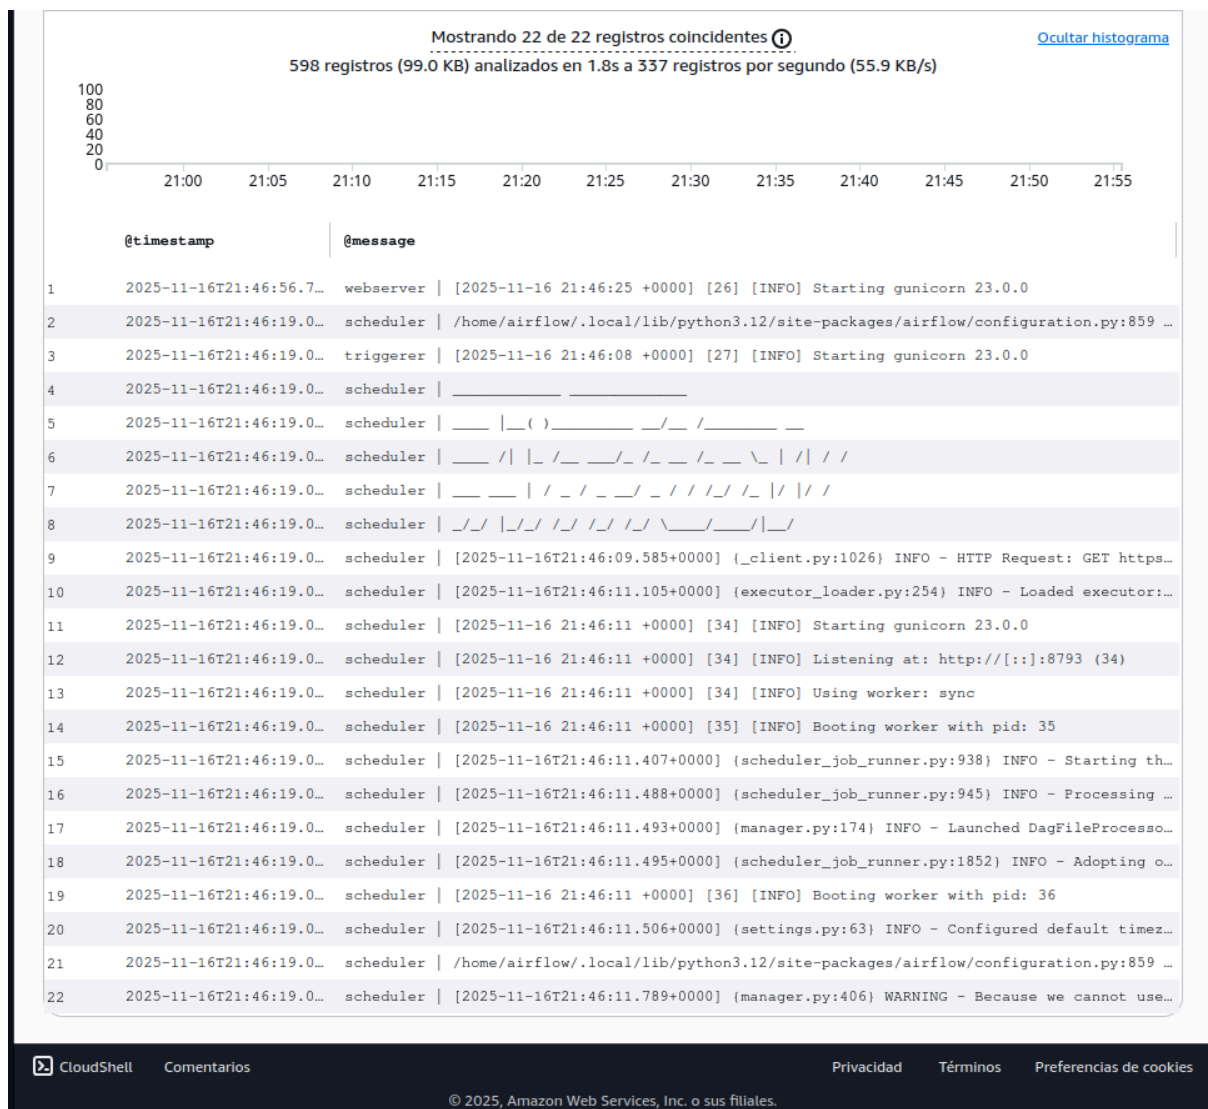 Mostrando 22 de 22 registros coincidentes
Ocultar histograma
598 registros (99.0 KB) analizados en 1.8s a 337 registros por segundo (55.9 KB/s)
100
80
60
40
20
0
21:00 21:05 21:10 21:15 21:20 21:25 21:30 21:35 21:40 21:45 21:50 21:55
@timestamp @message
1 2025-11-16T21:46:56.7… webserver | [2025-11-16 21:46:25 +0000] [26] [INFO] Starting gunicorn 23.0.0
2 2025-11-16T21:46:19.0… scheduler | /home/airflow/.local/lib/python3.12/site-packages/airflow/configuration.py:859 …
3 2025-11-16T21:46:19.0… triggerer | [2025-11-16 21:46:08 +0000] [27] [INFO] Starting gunicorn 23.0.0
4 2025-11-16T21:46:19.0… scheduler | ____________ _____________
5 2025-11-16T21:46:19.0… scheduler | ____ |__( )_________ __/__ /________ __
6 2025-11-16T21:46:19.0… scheduler | ____ /| |_ /__ ___/_ /_ __ /_ __ \_ | /| / /
7 2025-11-16T21:46:19.0… scheduler | ___ ___ | / _ / _ __/ _ / / /_/ /_ |/ |/ /
8 2025-11-16T21:46:19.0… scheduler | _/_/ |_/_/ /_/ /_/ /_/ \____/____/|__/
9 2025-11-16T21:46:19.0… scheduler | [2025-11-16T21:46:09.585+0000] {_client.py:1026} INFO - HTTP Request: GET https…
10 2025-11-16T21:46:19.0… scheduler | [2025-11-16T21:46:11.105+0000] {executor_loader.py:254} INFO - Loaded executor:…
11 2025-11-16T21:46:19.0… scheduler | [2025-11-16 21:46:11 +0000] [34] [INFO] Starting gunicorn 23.0.0
12 2025-11-16T21:46:19.0… scheduler | [2025-11-16 21:46:11 +0000] [34] [INFO] Listening at: http://[::]:8793 (34)
13 2025-11-16T21:46:19.0… scheduler | [2025-11-16 21:46:11 +0000] [34] [INFO] Using worker: sync
14 2025-11-16T21:46:19.0… scheduler | [2025-11-16 21:46:11 +0000] [35] [INFO] Booting worker with pid: 35
15 2025-11-16T21:46:19.0… scheduler | [2025-11-16T21:46:11.407+0000] {scheduler_job_runner.py:938} INFO - Starting th…
16 2025-11-16T21:46:19.0… scheduler | [2025-11-16T21:46:11.488+0000] {scheduler_job_runner.py:945} INFO - Processing …
17 2025-11-16T21:46:19.0… scheduler | [2025-11-16T21:46:11.493+0000] {manager.py:174} INFO - Launched DagFileProcesso…
18 2025-11-16T21:46:19.0… scheduler | [2025-11-16T21:46:11.495+0000] {scheduler_job_runner.py:1852} INFO - Adopting o…
19 2025-11-16T21:46:19.0… scheduler | [2025-11-16 21:46:11 +0000] [36] [INFO] Booting worker with pid: 36
20 2025-11-16T21:46:19.0… scheduler | [2025-11-16T21:46:11.506+0000] {settings.py:63} INFO - Configured default timez…
21 2025-11-16T21:46:19.0… scheduler | /home/airflow/.local/lib/python3.12/site-packages/airflow/configuration.py:859 …
22 2025-11-16T21:46:19.0… scheduler | [2025-11-16T21:46:11.789+0000] {manager.py:406} WARNING - Because we cannot use…
CloudShell Comentarios Privacidad Términos Preferencias de cookies
© 2025, Amazon Web Services, Inc. o sus filiales.